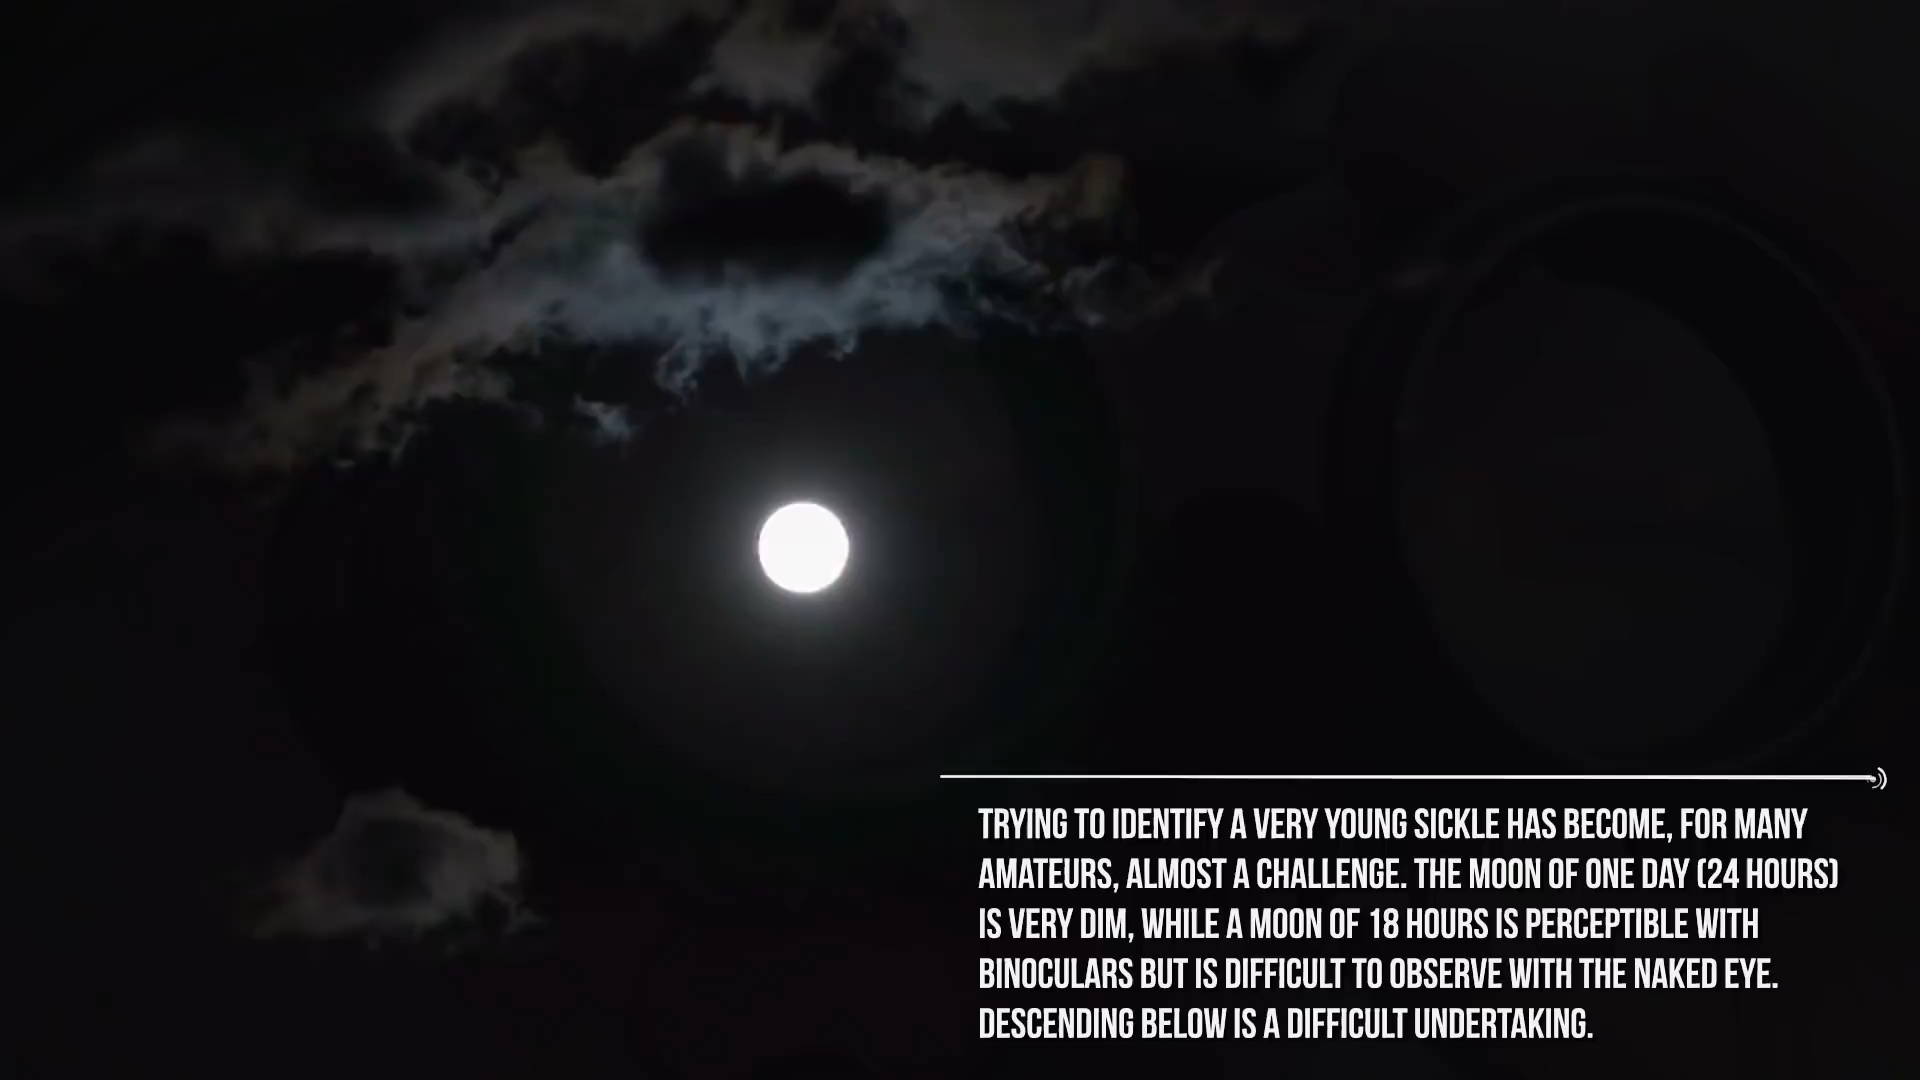 TRYING TO IDENTIFY A VERY YOUNG SICKLE HAS BECOME, FOR MANY
AMATEURS, ALMOST A CHALLENGE. THE MOON OF ONE DAY (24 HOURS)
IS VERY DIM, WHILE A MOON OF 18 HOURS IS PERCEPTIBLE WITH
BINOCULARS BUT IS DIFFICULT TO OBSERVE WITH THE NAKED EYE.
DESCENDING BELOW IS A DIFFICULT UNDERTAKING.